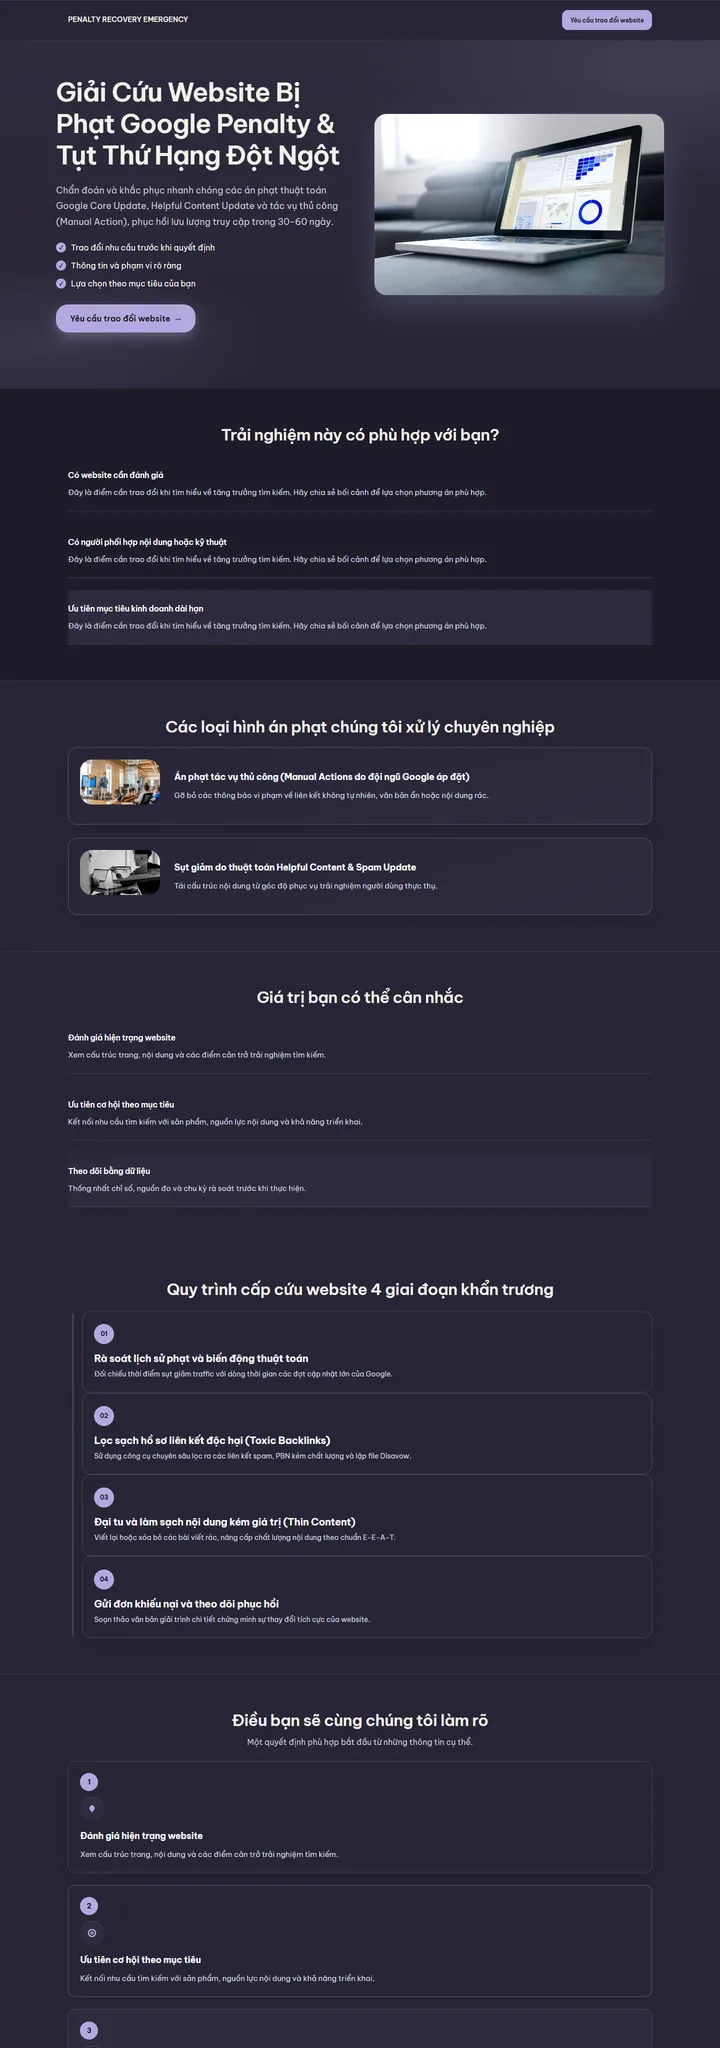 PENALTY RECOVERY EMERGENCY
Yêu cầu trao đổi website
Giải Cứu Website Bị
Phạt Google Penalty &
Tụt Thứ Hạng Đột Ngột
Chẩn đoán và khắc phục nhanh chóng các án phạt thuật toán
Google Core Update, Helpful Content Update và tác vụ thủ công
(Manual Action), phục hồi lưu lượng truy cập trong 30-60 ngày.
Trao đổi nhu cầu trước khi quyết định
Thông tin và phạm vi rõ ràng
Lựa chọn theo mục tiêu của bạn
Yêu cầu trao đổi website →
Trải nghiệm này có phù hợp với bạn?
Có website cần đánh giá
Đây là điểm cần trao đổi khi tìm hiểu về tăng trưởng tìm kiếm. Hãy chia sẻ bối cảnh để lựa chọn phương án phù hợp.
Có người phối hợp nội dung hoặc kỹ thuật
Đây là điểm cần trao đổi khi tìm hiểu về tăng trưởng tìm kiếm. Hãy chia sẻ bối cảnh để lựa chọn phương án phù hợp.
Ưu tiên mục tiêu kinh doanh dài hạn
Đây là điểm cần trao đổi khi tìm hiểu về tăng trưởng tìm kiếm. Hãy chia sẻ bối cảnh để lựa chọn phương án phù hợp.
Các loại hình án phạt chúng tôi xử lý chuyên nghiệp
Án phạt tác vụ thủ công (Manual Actions do đội ngũ Google áp đặt)
Gỡ bỏ các thông báo vi phạm về liên kết không tự nhiên, văn bản ẩn hoặc nội dung rác.
Sụt giảm do thuật toán Helpful Content & Spam Update
Tái cấu trúc nội dung từ góc độ phục vụ trải nghiệm người dùng thực thụ.
Giá trị bạn có thể cân nhắc
Đánh giá hiện trạng website
Xem cấu trúc trang, nội dung và các điểm cản trở trải nghiệm tìm kiếm.
Ưu tiên cơ hội theo mục tiêu
Kết nối nhu cầu tìm kiếm với sản phẩm, nguồn lực nội dung và khả năng triển khai.
Theo dõi bằng dữ liệu
Thống nhất chỉ số, nguồn đo và chu kỳ rà soát trước khi thực hiện.
Quy trình cấp cứu website 4 giai đoạn khẩn trương
01
Rà soát lịch sử phạt và biến động thuật toán
Đối chiếu thời điểm sụt giảm traffic với dòng thời gian các đợt cập nhật lớn của Google.
02
Lọc sạch hồ sơ liên kết độc hại (Toxic Backlinks)
Sử dụng công cụ chuyên sâu lọc ra các liên kết spam, PBN kém chất lượng và lập file Disavow.
03
Đại tu và làm sạch nội dung kém giá trị (Thin Content)
Viết lại hoặc xóa bỏ các bài viết rác, nâng cấp chất lượng nội dung theo chuẩn E-E-A-T.
04
Gửi đơn khiếu nại và theo dõi phục hồi
Soạn thảo văn bản giải trình chi tiết chứng minh sự thay đổi tích cực của website.
Điều bạn sẽ cùng chúng tôi làm rõ
Một quyết định phù hợp bắt đầu từ những thông tin cụ thể.
1
Đánh giá hiện trạng website
Xem cấu trúc trang, nội dung và các điểm cản trở trải nghiệm tìm kiếm.
2
Ưu tiên cơ hội theo mục tiêu
Kết nối nhu cầu tìm kiếm với sản phẩm, nguồn lực nội dung và khả năng triển khai.
3